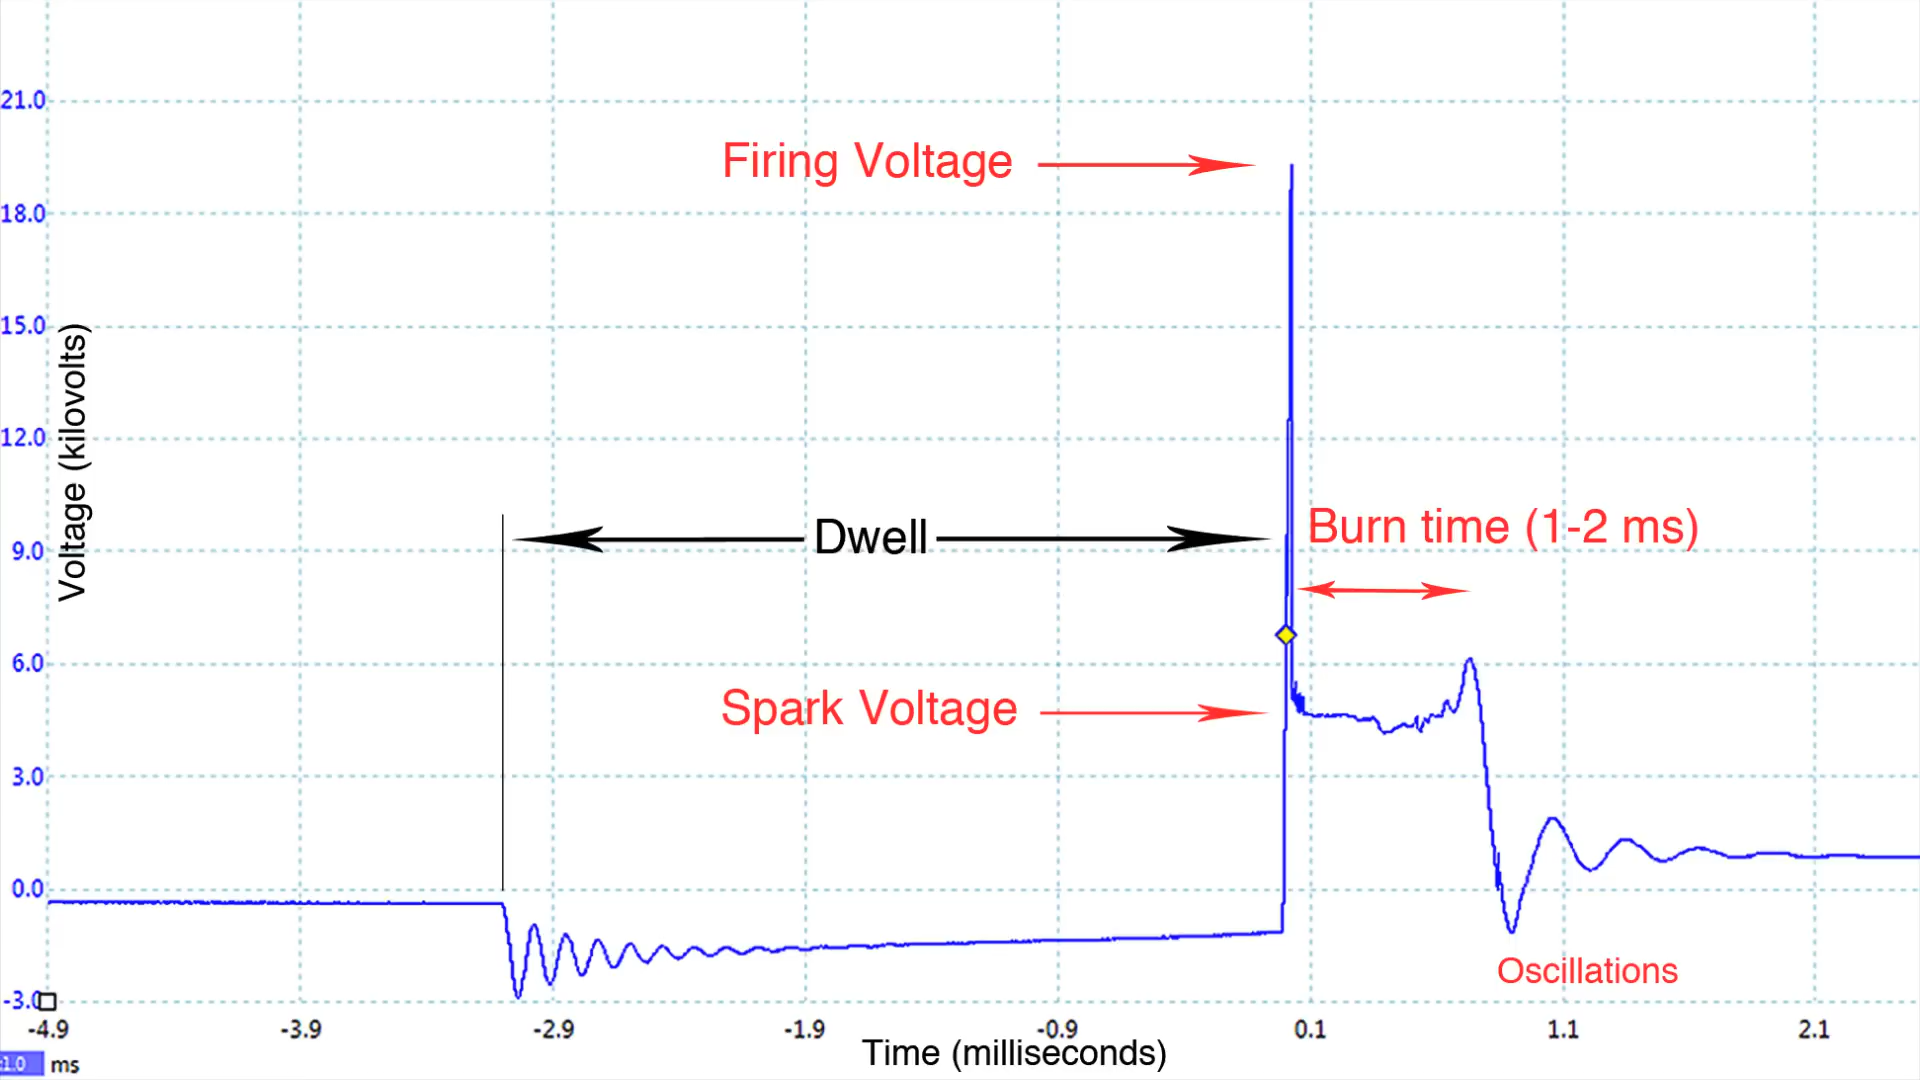 21.0
Firing Voltage
18.0
15.0
Voltage (kilovolts)
12.0
9.0
Dwell
Burn time (1-2 ms)
6.0
Spark Voltage
3.0
0.0
Oscillations
-3.0
-4.9 -3.9 -2.9 -1.9 -0.9 0.1 1.1 2.1
Time (milliseconds)
1.0 ms